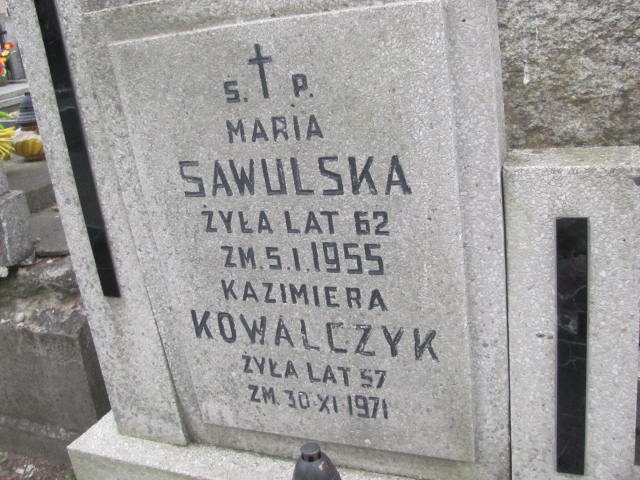 Ś. P.
MARIA
SAWULSKA
ŻYŁA LAT 62
ZM. 5. I. 1955
KAZIMIERA
KOWALCZYK
ŻYŁA LAT 57
ZM. 30-XI 1971